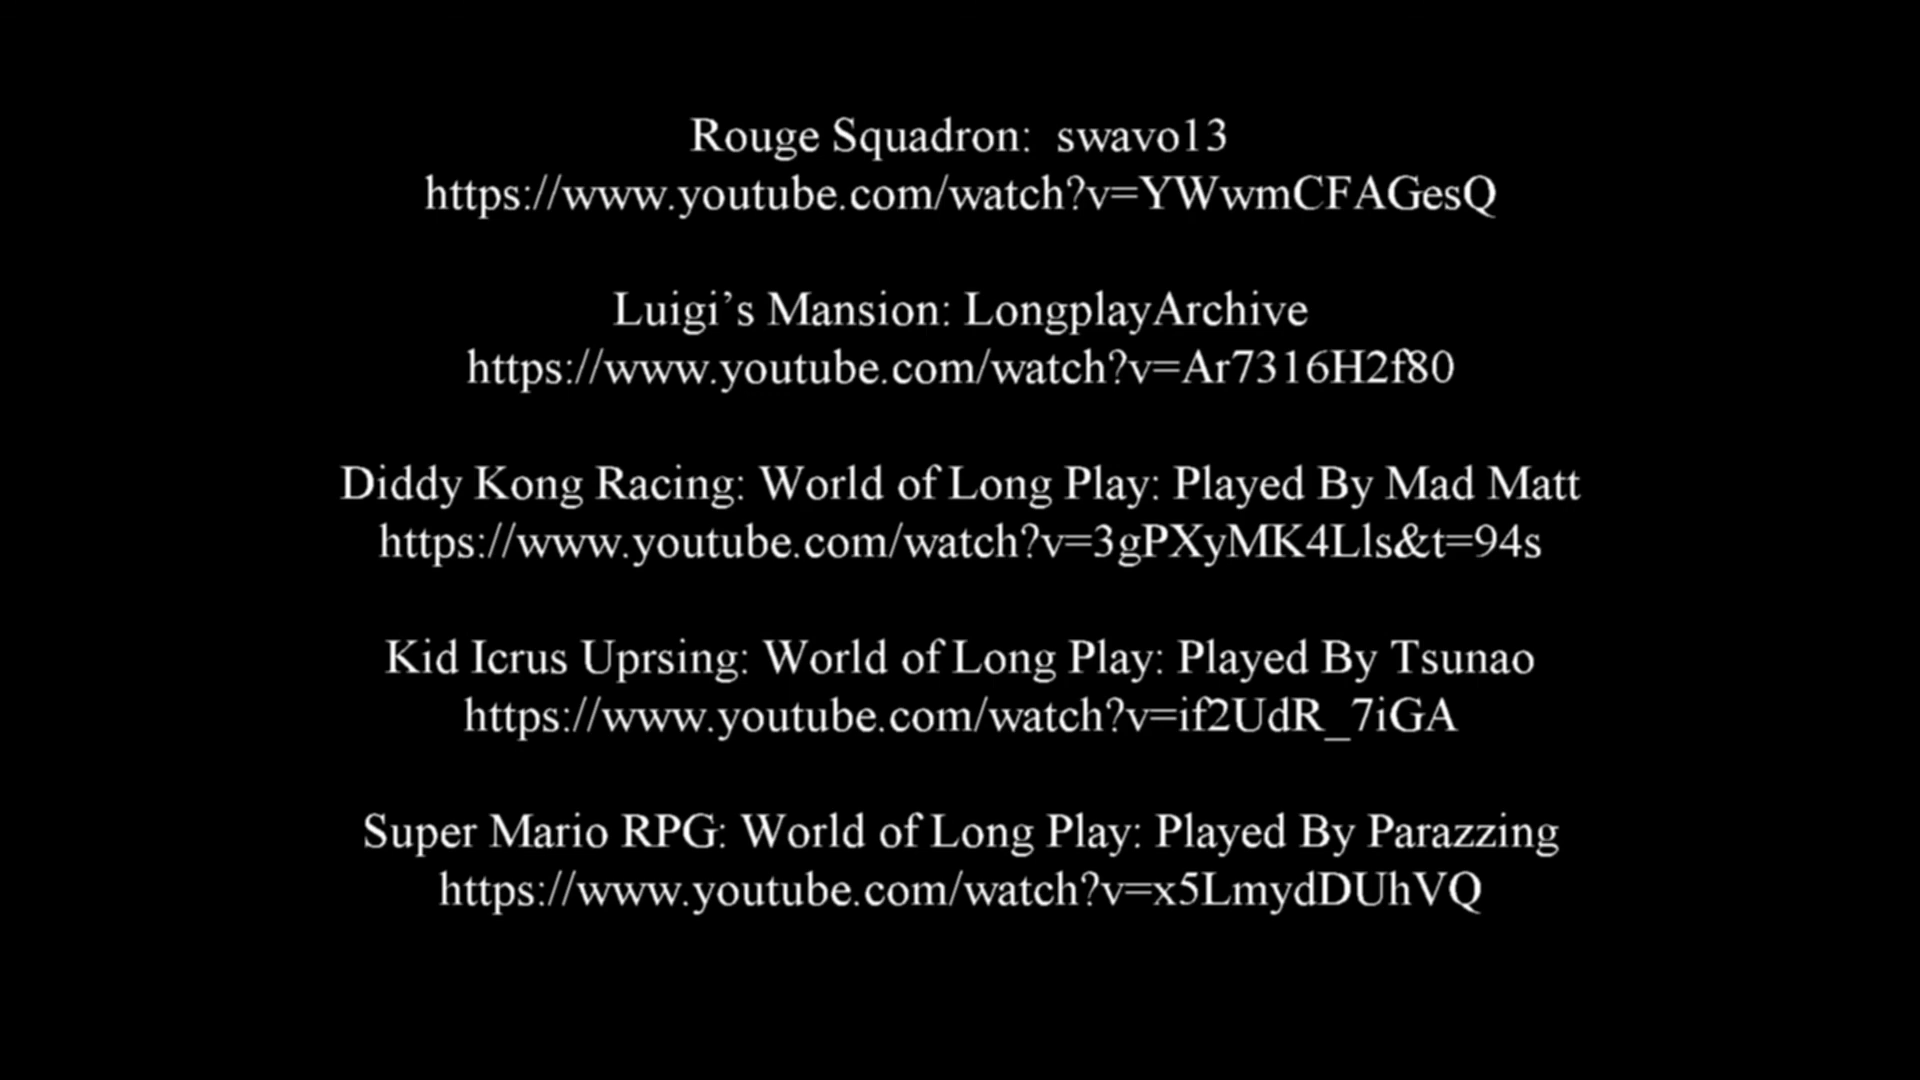 Rouge Squadron:  swavo13
https://www.youtube.com/watch?v=YWwmCFAGesQ
Luigi’s Mansion: LongplayArchive
https://www.youtube.com/watch?v=Ar7316H2f80
Diddy Kong Racing: World of Long Play: Played By Mad Matt
https://www.youtube.com/watch?v=3gPXyMK4Lls&t=94s
Kid Icrus Uprsing: World of Long Play: Played By Tsunao
https://www.youtube.com/watch?v=if2UdR_7iGA
Super Mario RPG: World of Long Play: Played By Parazzing
https://www.youtube.com/watch?v=x5LmydDUhVQ